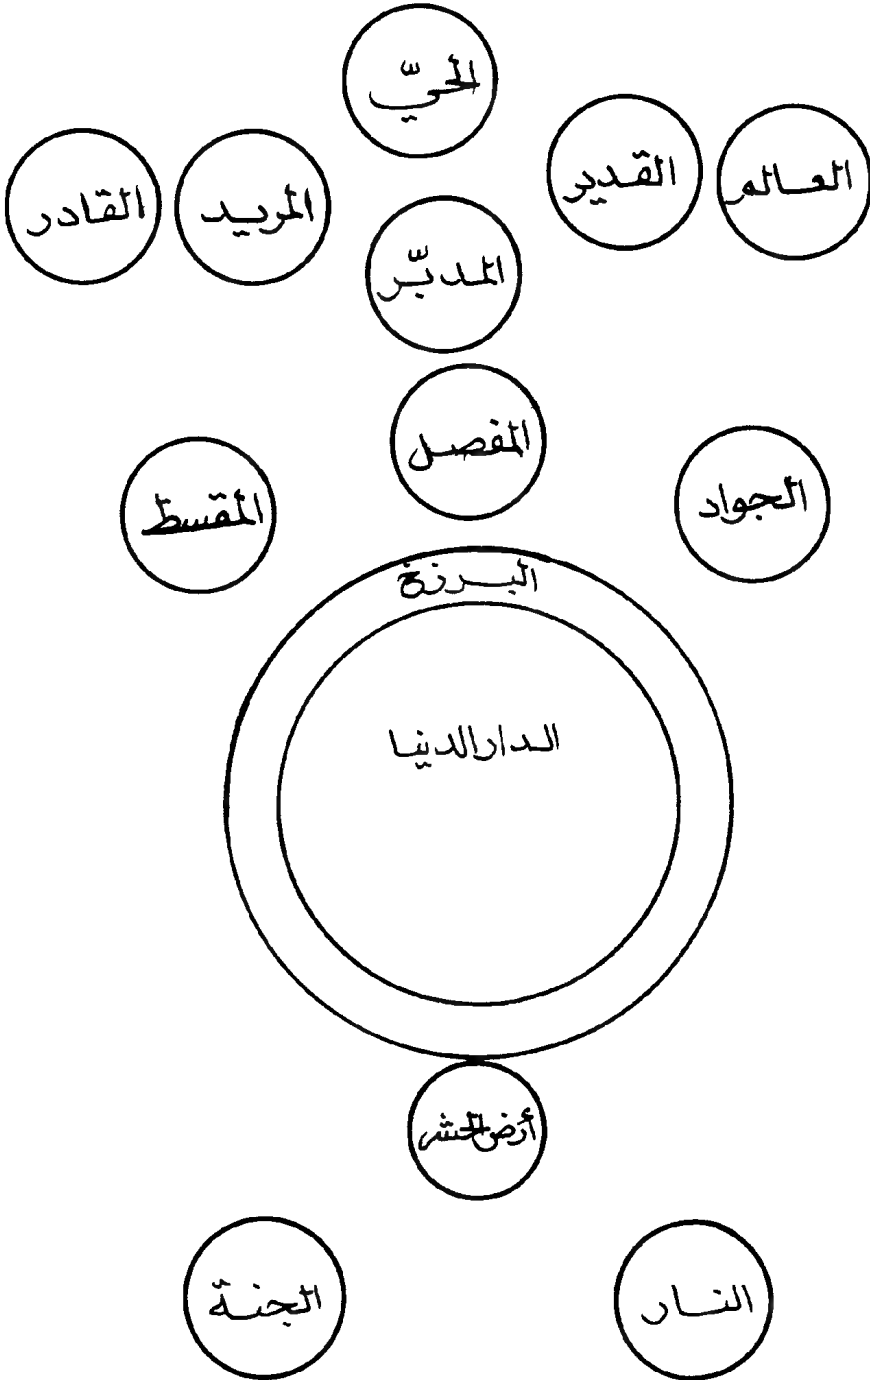 الحيّ
العالم
القدير
المريد
القادر
المدبّر
المفصل
الجواد
المقسط
البرزخ
الدار الدنيا
أرض الحشر
النار
الجنة